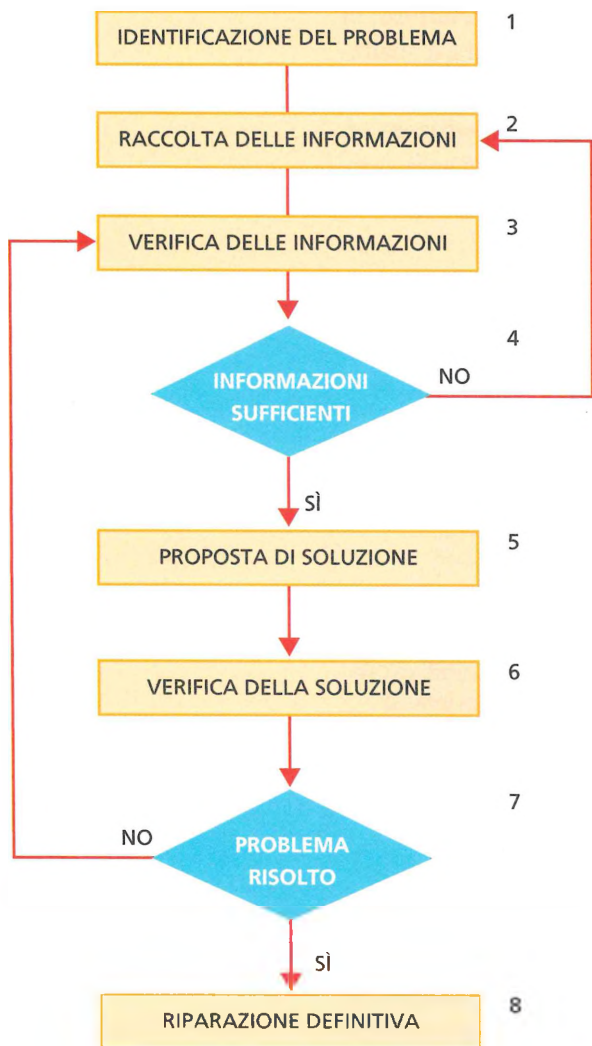 1
IDENTIFICAZIONE DEL PROBLEMA
2
RACCOLTA DELLE INFORMAZIONI
3
VERIFICA DELLE INFORMAZIONI
4
INFORMAZIONI
SUFFICIENTI
NO
SÌ
5
PROPOSTA DI SOLUZIONE
6
VERIFICA DELLA SOLUZIONE
7
NO
PROBLEMA
RISOLTO
SÌ
8
RIPARAZIONE DEFINITIVA